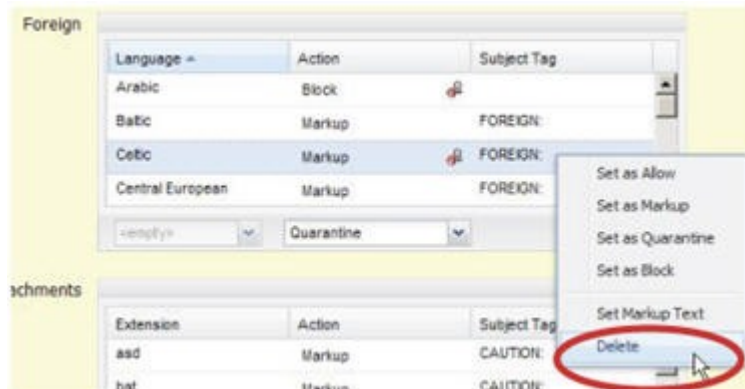 Foreign
Language Action Subject Tag
Arabic Block
Baltic Markup FOREIGN:
Celtic Markup FOREIGN:
Central European Markup FOREIGN:
<empty> Quarantine
Set as Allow
Set as Markup
Set as Quarantine
Set as Block
Set Markup Text
Delete
achments
Extension Action Subject Tag
asd Markup CAUTION:
bat Markup CAUTION: